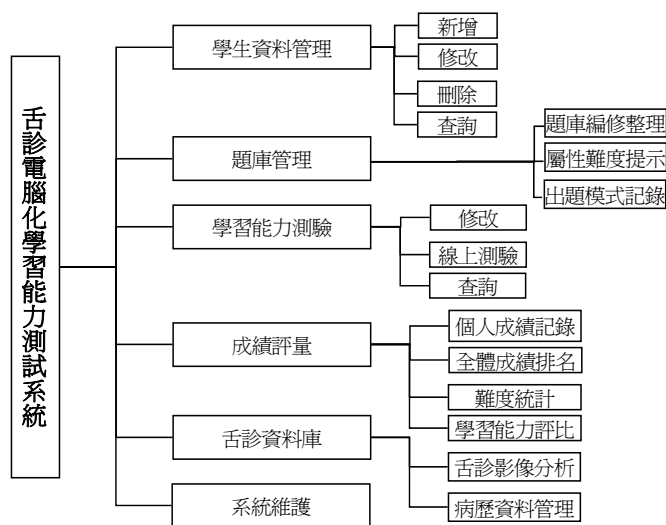 舌診電腦化學習能力測試系統
學生資料管理
新增
修改
刪除
查詢
題庫管理
題庫編修整理
屬性難度提示
出題模式記錄
學習能力測驗
修改
線上測驗
查詢
成績評量
個人成績記錄
全體成績排名
難度統計
學習能力評比
舌診資料庫
舌診影像分析
病歷資料管理
系統維護